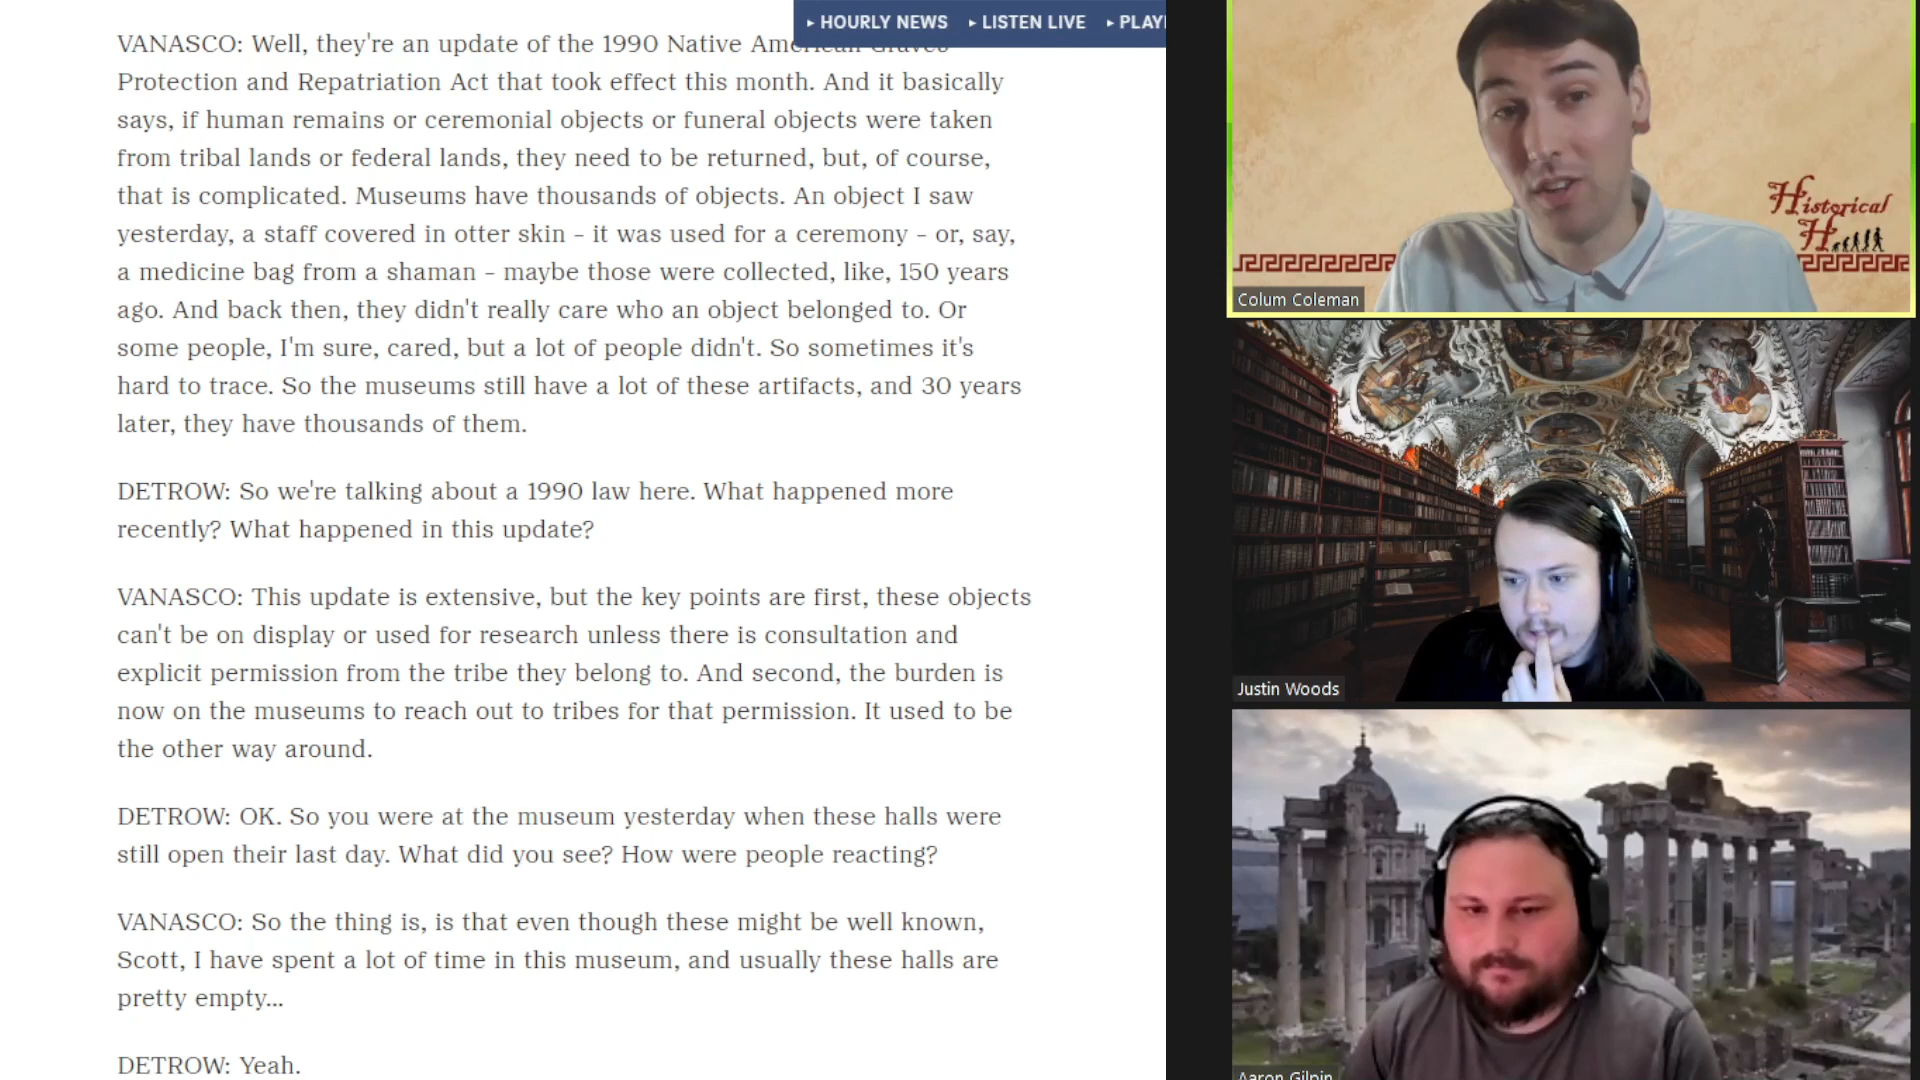 ▸ HOURLY NEWS ▸ LISTEN LIVE ▸ PLAY
VANASCO: Well, they're an update of the 1990 Native American Graves
Protection and Repatriation Act that took effect this month. And it basically
says, if human remains or ceremonial objects or funeral objects were taken
from tribal lands or federal lands, they need to be returned, but, of course,
that is complicated. Museums have thousands of objects. An object I saw
yesterday, a staff covered in otter skin – it was used for a ceremony – or, say,
a medicine bag from a shaman – maybe those were collected, like, 150 years
ago. And back then, they didn't really care who an object belonged to. Or
some people, I'm sure, cared, but a lot of people didn't. So sometimes it's
hard to trace. So the museums still have a lot of these artifacts, and 30 years
later, they have thousands of them.
DETROW: So we're talking about a 1990 law here. What happened more
recently? What happened in this update?
VANASCO: This update is extensive, but the key points are first, these objects
can't be on display or used for research unless there is consultation and
explicit permission from the tribe they belong to. And second, the burden is
now on the museums to reach out to tribes for that permission. It used to be
the other way around.
DETROW: OK. So you were at the museum yesterday when these halls were
still open their last day. What did you see? How were people reacting?
VANASCO: So the thing is, is that even though these might be well known,
Scott, I have spent a lot of time in this museum, and usually these halls are
pretty empty...
DETROW: Yeah.
Historical
H
Colum Coleman
Justin Woods
Aaron Gilpin